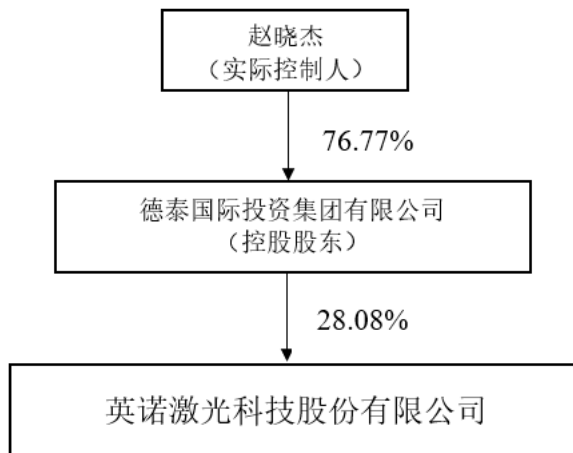 赵晓杰
（实际控制人）
76.77%
德泰国际投资集团有限公司
（控股股东）
28.08%
英诺激光科技股份有限公司